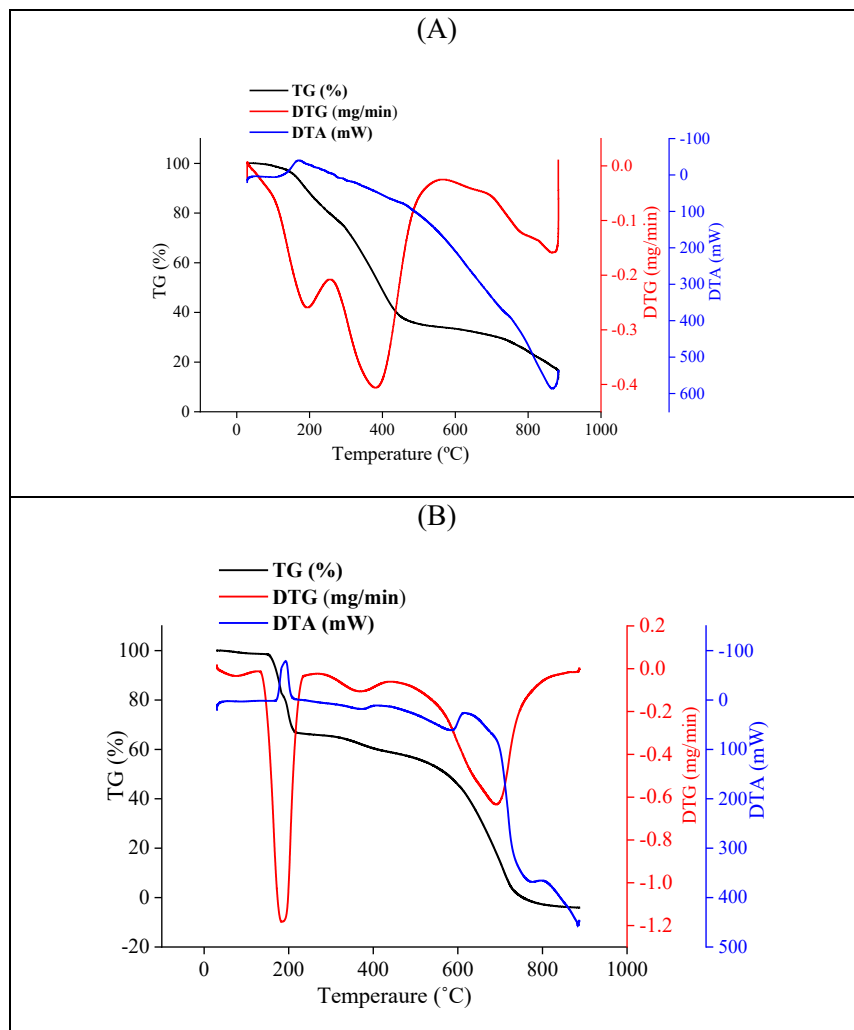 (A)
TG (%)
DTG (mg/min)
DTA (mW)
100
80
60
40
20
0
TG (%)
0 200 400 600 800 1000
Temperature (ºC)
0.0
-0.1
-0.2
-0.3
-0.4
DTG (mg/min)
-100
0
100
200
300
400
500
600
DTA (mW)
(B)
TG (%)
DTG (mg/min)
DTA (mW)
100
80
60
40
20
0
-20
TG (%)
0 200 400 600 800 1000
Temperaure (˚C)
0.2
0.0
-0.2
-0.4
-0.6
-0.8
-1.0
-1.2
DTG (mg/min)
-100
0
100
200
300
400
500
DTA (mW)